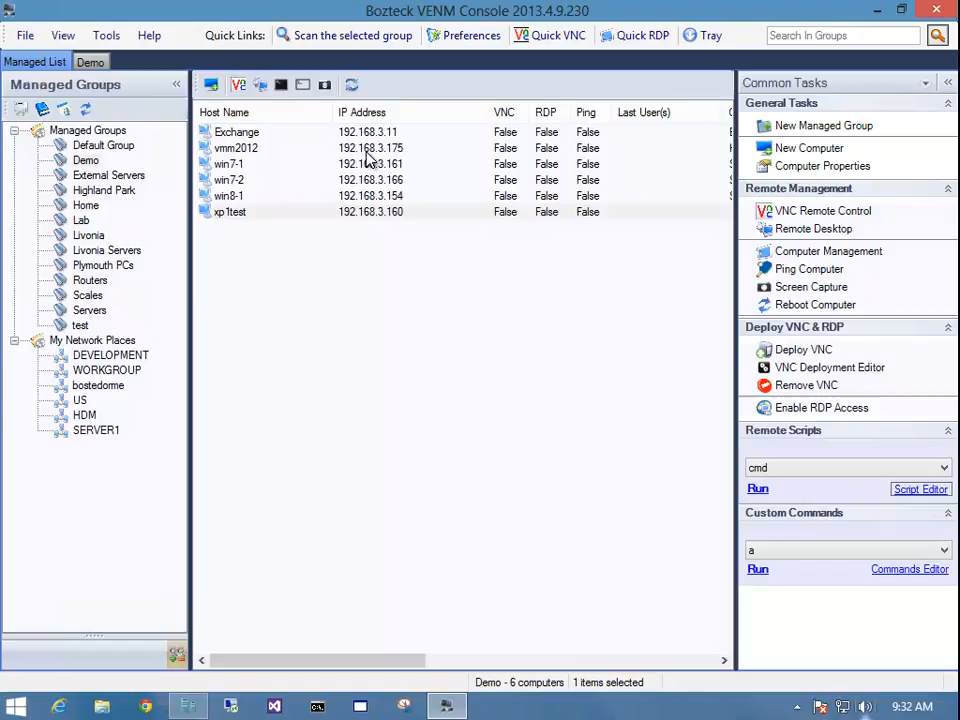 Bozteck VENM Console 2013.4.9.230
File View Tools Help Quick Links: Scan the selected group Preferences V2 Quick VNC Quick RDP Tray Search In Groups
Managed List Demo
Managed Groups
Managed Groups
Default Group
Demo
External Servers
Highland Park
Home
Lab
Livonia
Livonia Servers
Plymouth PCs
Routers
Scales
Servers
test
My Network Places
DEVELOPMENT
WORKGROUP
bostedome
US
HDM
SERVER1
Host Name IP Address VNC RDP Ping Last User(s)
Exchange 192.168.3.11 False False False
vmm2012 192.168.3.175 False False False
win7-1 192.168.3.161 False False False
win7-2 192.168.3.166 False False False
win8-1 192.168.3.154 False False False
xp1test 192.168.3.160 False False False
Common Tasks
General Tasks
New Managed Group
New Computer
Computer Properties
Remote Management
VNC Remote Control
Remote Desktop
Computer Management
Ping Computer
Screen Capture
Reboot Computer
Deploy VNC & RDP
Deploy VNC
VNC Deployment Editor
Remove VNC
Enable RDP Access
Remote Scripts
cmd
Run Script Editor
Custom Commands
a
Run Commands Editor
Demo - 6 computers 1 items selected
9:32 AM